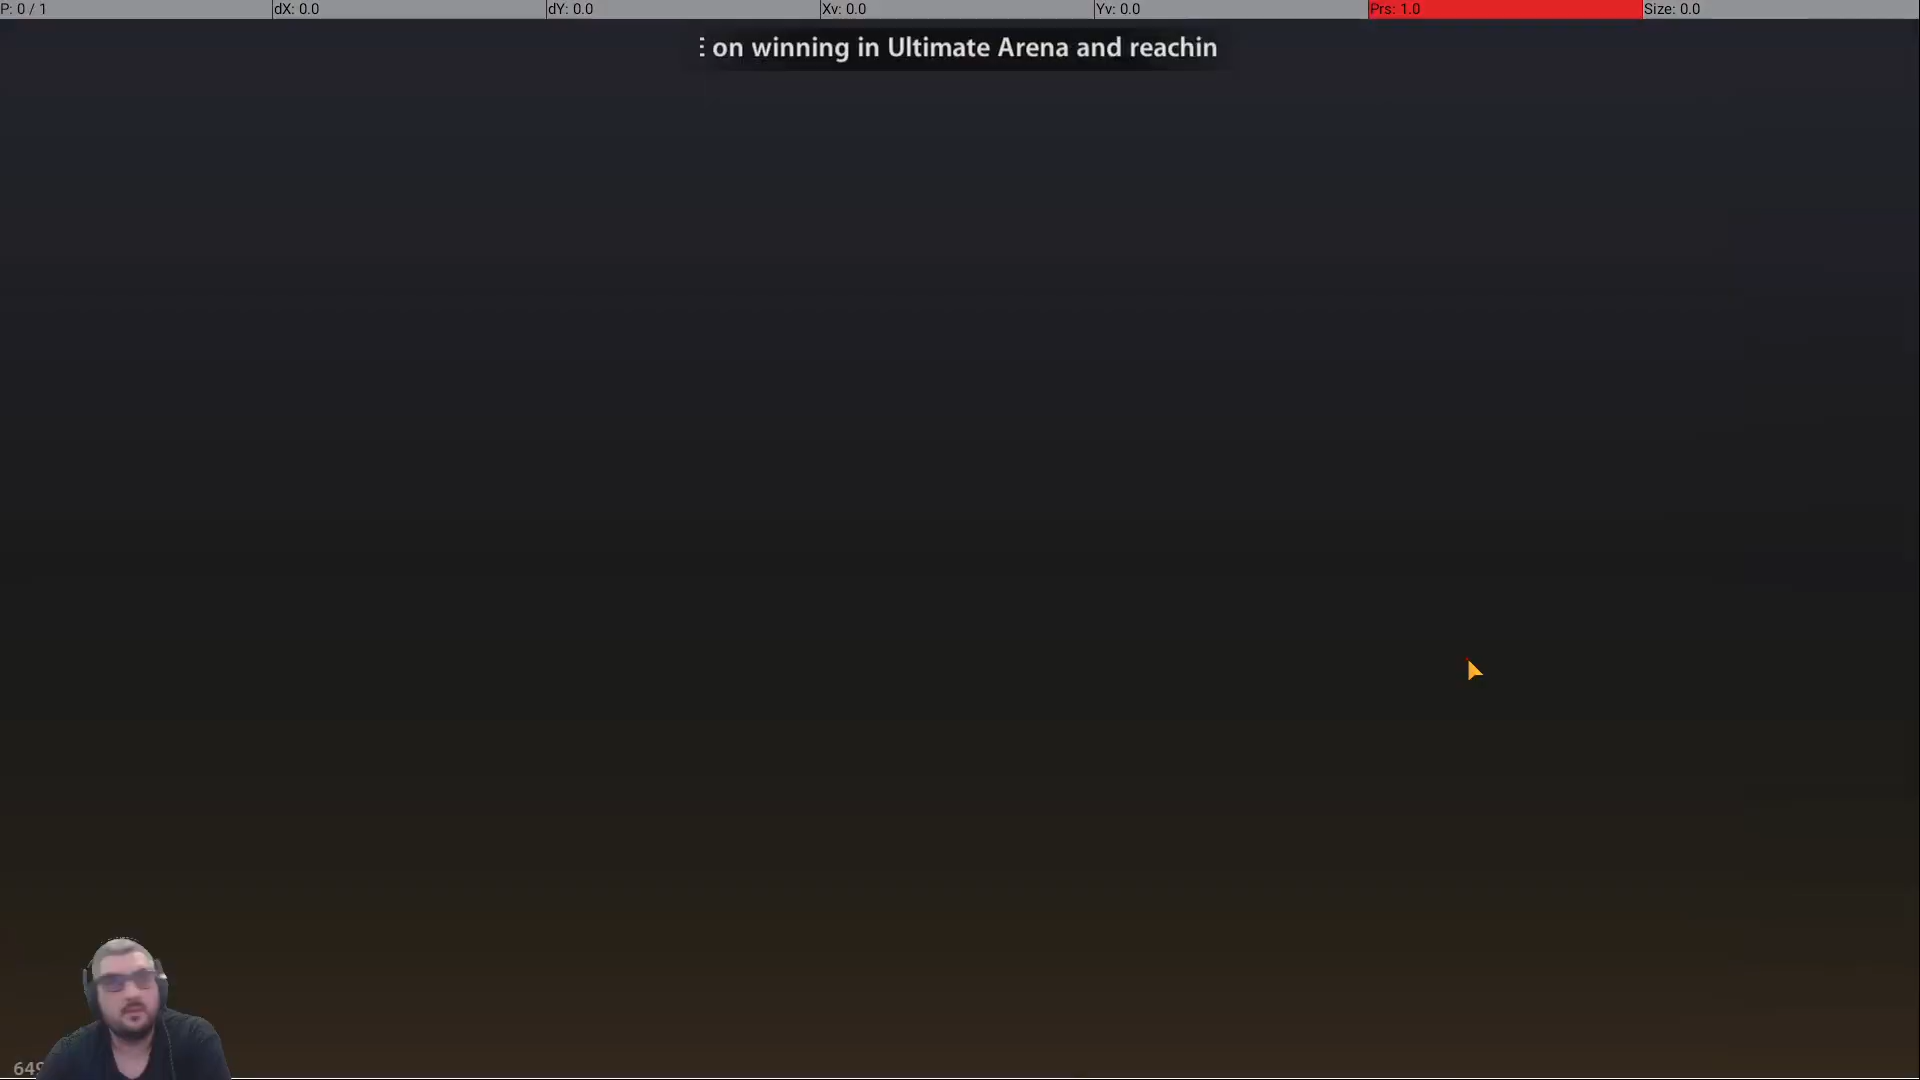 P: 0 / 1 dX: 0.0 dY: 0.0 Xv: 0.0 Yv: 0.0 Prs: 1.0 Size: 0.0
on winning in Ultimate Arena and reachin
649